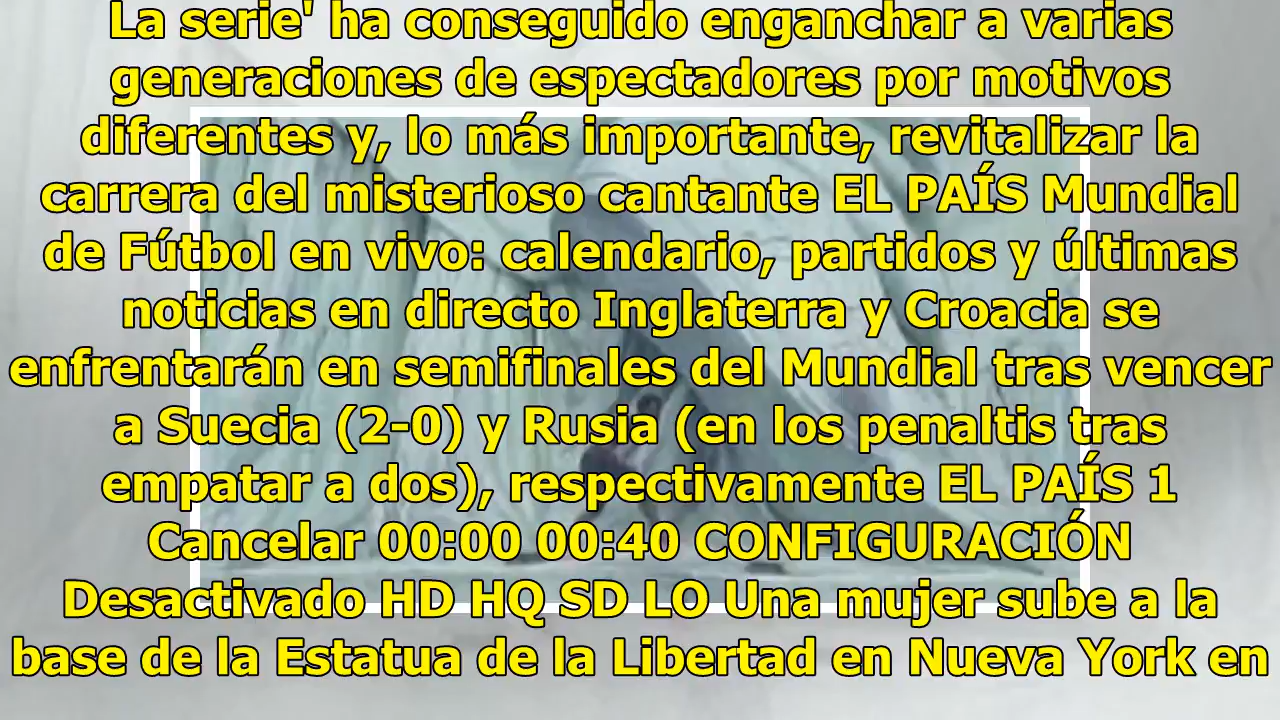 La serie' ha conseguido enganchar a varias
generaciones de espectadores por motivos
diferentes y, lo más importante, revitalizar la
carrera del misterioso cantante EL PAÍS Mundial
de Fútbol en vivo: calendario, partidos y últimas
noticias en directo Inglaterra y Croacia se
enfrentarán en semifinales del Mundial tras vencer
a Suecia (2-0) y Rusia (en los penaltis tras
empatar a dos), respectivamente EL PAÍS 1
Cancelar 00:00 00:40 CONFIGURACIÓN
Desactivado HD HQ SD LO Una mujer sube a la
base de la Estatua de la Libertad en Nueva York en